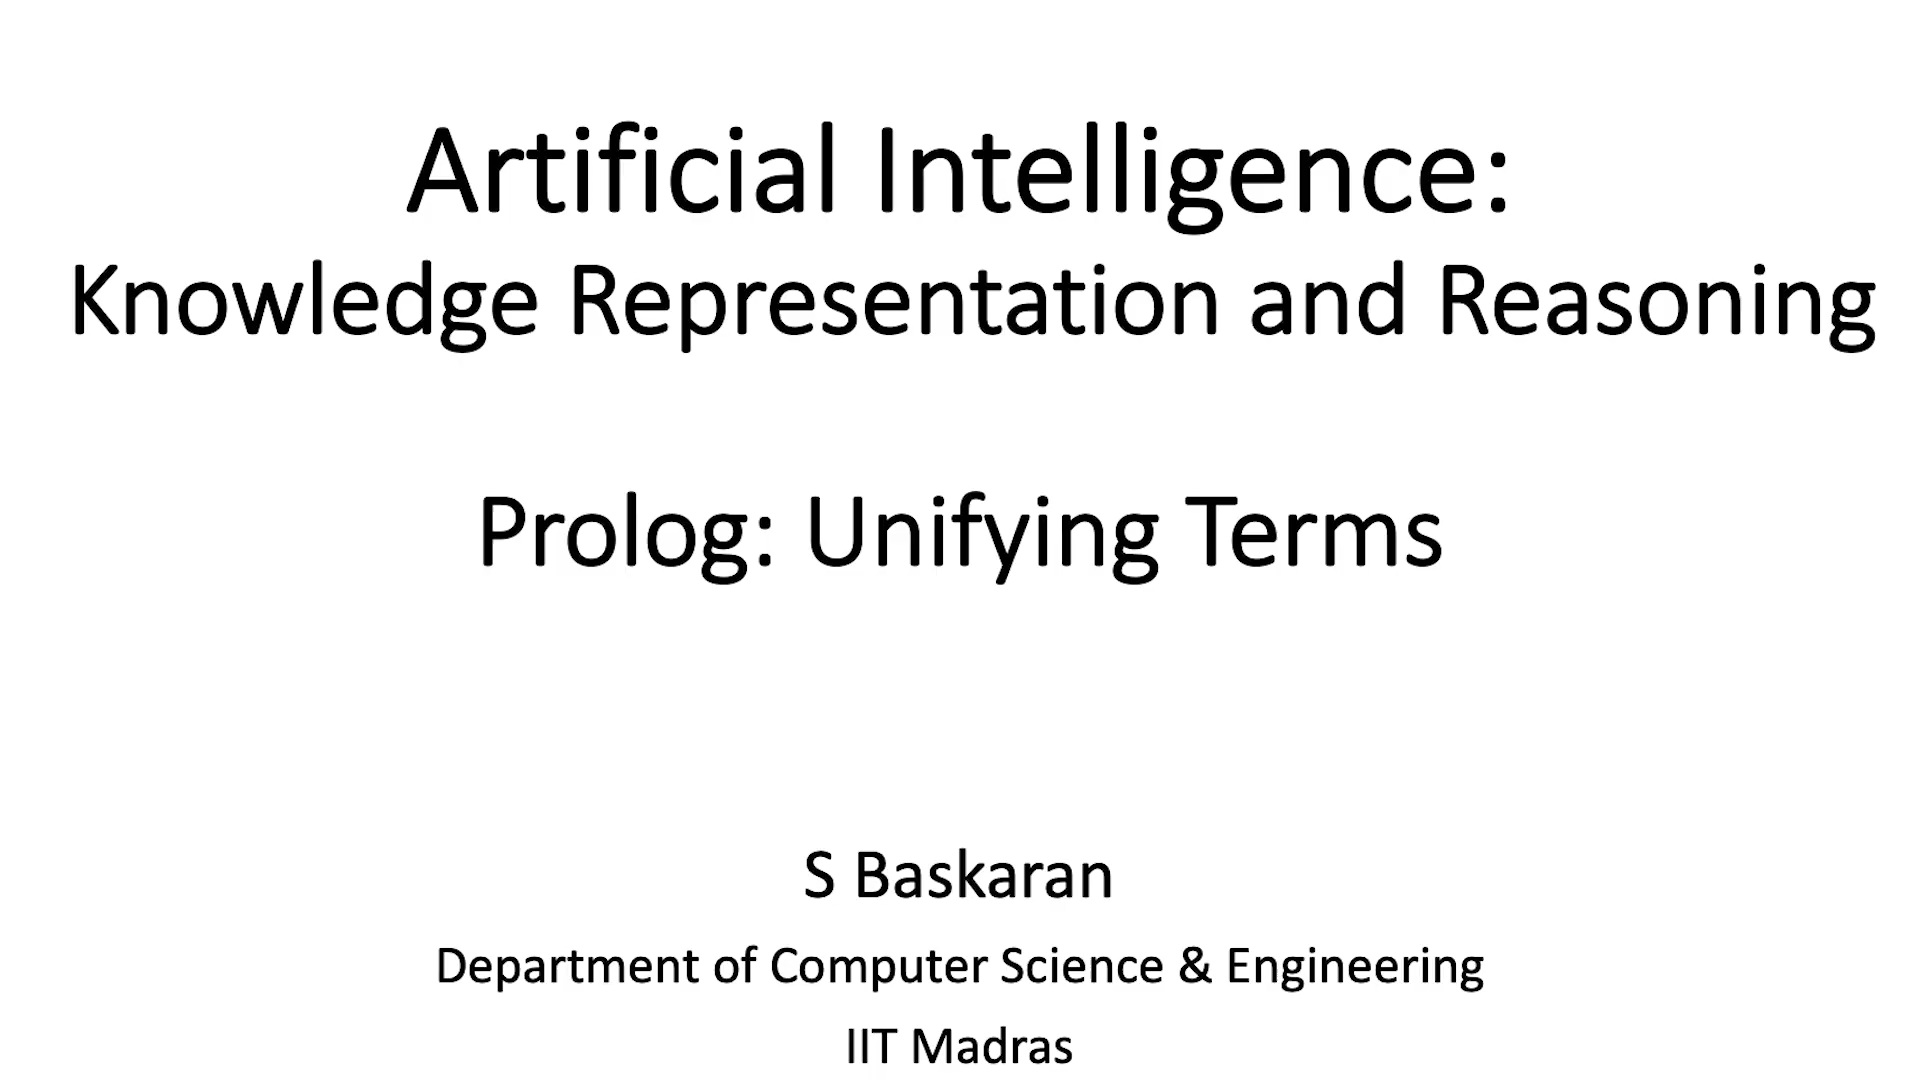 Artificial Intelligence:
Knowledge Representation and Reasoning
Prolog: Unifying Terms
S Baskaran
Department of Computer Science & Engineering
IIT Madras